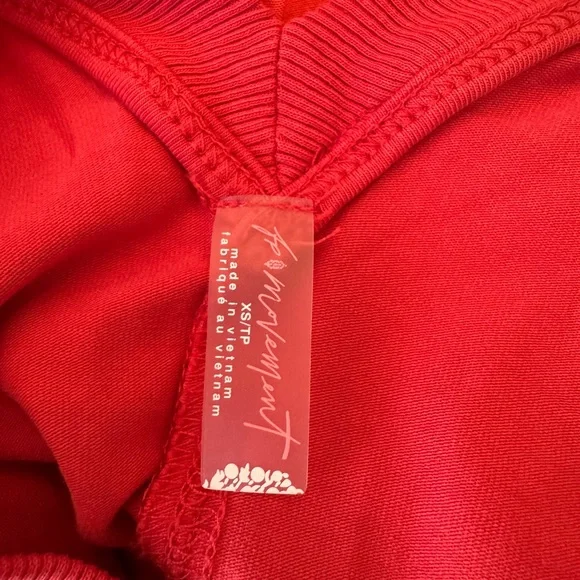 fp movement
XS/TP
made in vietnam
fabriqué au vietnam